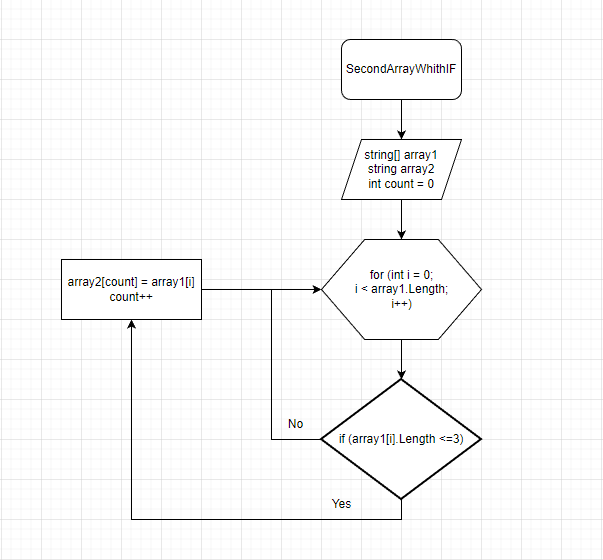 SecondArrayWhithIF
string[] array1
string array2
int count = 0
for (int i = 0;
i < array1.Length;
i++)
array2[count] = array1[i]
count++
if (array1[i].Length <=3)
No
Yes